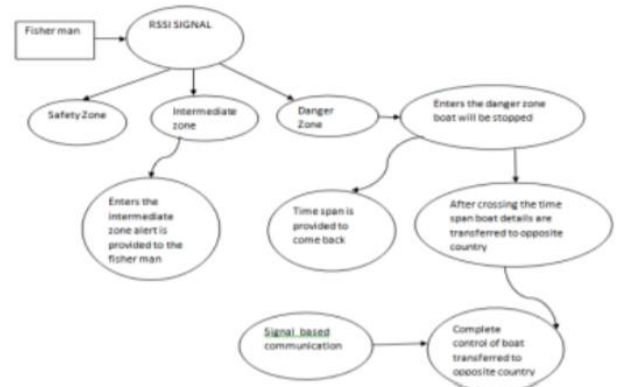 Fisher man
RSSI SIGNAL
Safety Zone
Intermediate
zone
Danger
Zone
Enters the danger zone
boat will be stopped
Enters the
intermediate
zone alert is
provided to the
fisher man
Time span is
provided to
come back
After crossing the time
span boat details are
transferred to opposite
country
Signal based
communication
Complete
control of boat
transferred to
opposite country